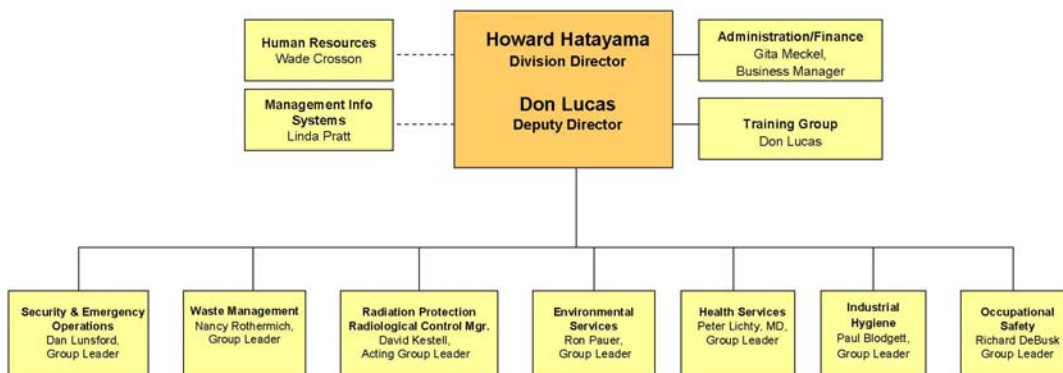 Human Resources
Wade Crosson
Management Info
Systems
Linda Pratt
Howard Hatayama
Division Director
Don Lucas
Deputy Director
Administration/Finance
Gita Meckel,
Business Manager
Training Group
Don Lucas
Security & Emergency
Operations
Dan Lunsford,
Group Leader
Waste Management
Nancy Rothermich,
Group Leader
Radiation Protection
Radiological Control Mgr.
David Kestell,
Acting Group Leader
Environmental
Services
Ron Pauer,
Group Leader
Health Services
Peter Lichty, MD,
Group Leader
Industrial
Hygiene
Paul Blodgett,
Group Leader
Occupational
Safety
Richard DeBusk
Group Leader